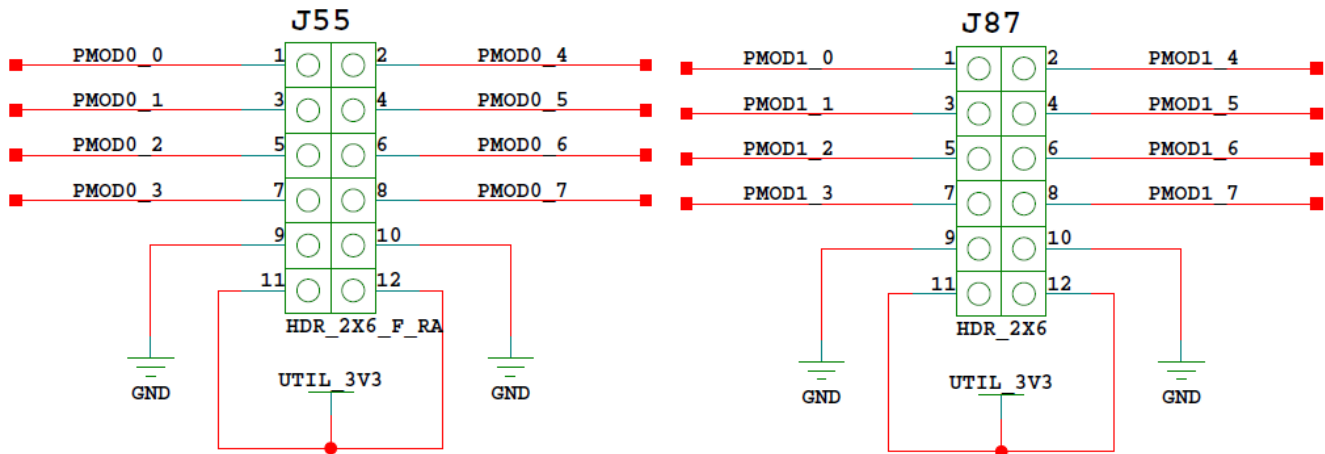 J55
PMOD0_0 1 2 PMOD0_4
PMOD0_1 3 4 PMOD0_5
PMOD0_2 5 6 PMOD0_6
PMOD0_3 7 8 PMOD0_7
9 10
11 12
HDR_2X6_F_RA
GND UTIL_3V3 GND
J87
PMOD1_0 1 2 PMOD1_4
PMOD1_1 3 4 PMOD1_5
PMOD1_2 5 6 PMOD1_6
PMOD1_3 7 8 PMOD1_7
9 10
11 12
HDR_2X6
GND UTIL_3V3 GND